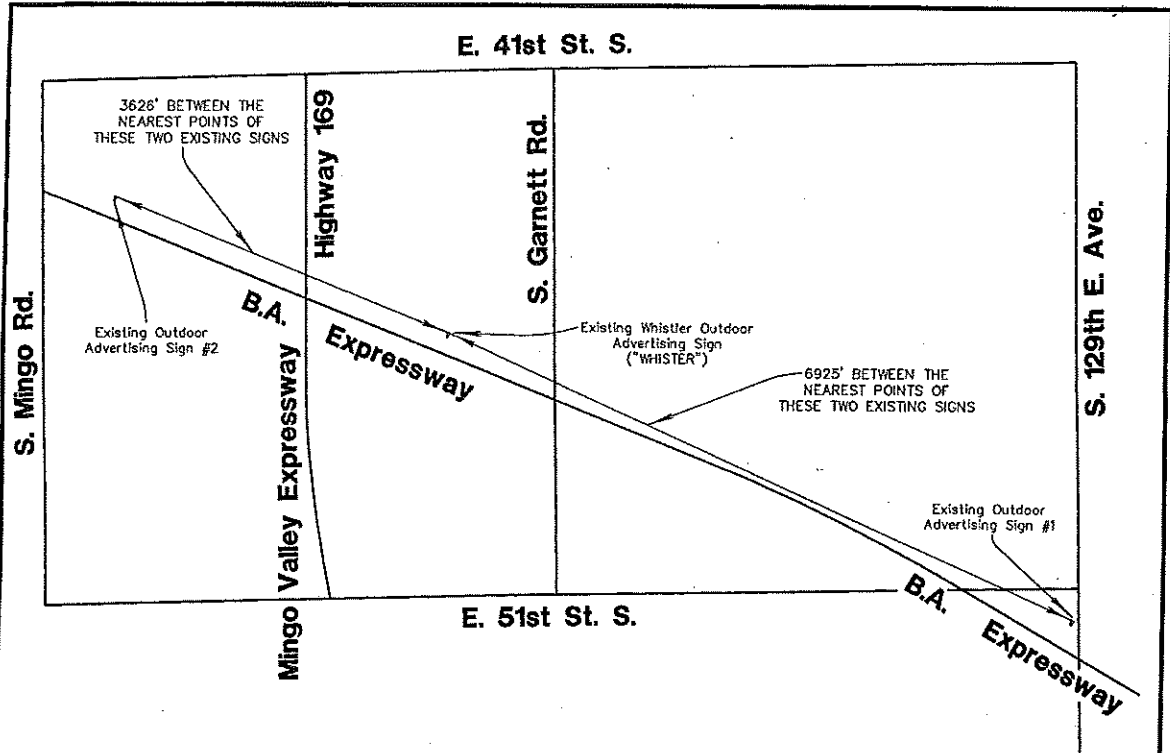 E. 41st St. S.
3626' BETWEEN THE
NEAREST POINTS OF
THESE TWO EXISTING SIGNS
Highway 169
S. Garnett Rd.
S. Mingo Rd.
S. 129th E. Ave.
Existing Outdoor
Advertising Sign #2
B.A. Expressway
Existing Whistler Outdoor
Advertising Sign
("WHISTER")
6925' BETWEEN THE
NEAREST POINTS OF
THESE TWO EXISTING SIGNS
Mingo Valley Expressway
Existing Outdoor
Advertising Sign #1
B.A. Expressway
E. 51st St. S.